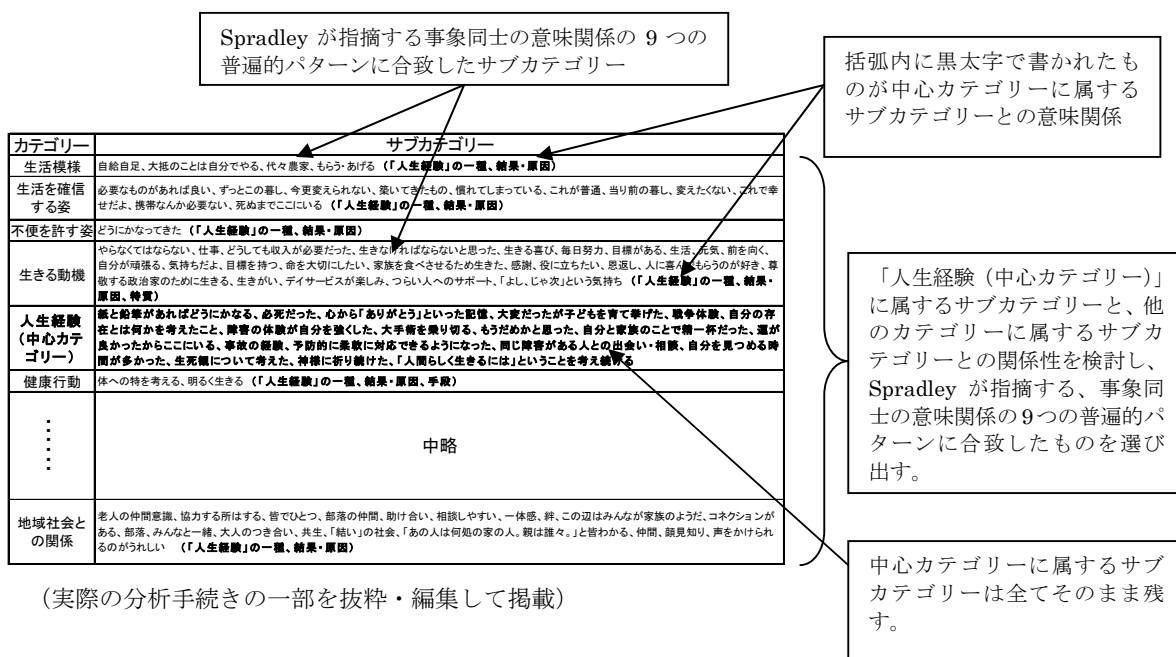 Spradley が指摘する事象同士の意味関係の 9 つの
普遍的パターンに合致したサブカテゴリー
括弧内に黒太字で書かれたも
のが中心カテゴリーに属する
サブカテゴリーとの意味関係
カテゴリー
サブカテゴリー
生活模様
自給自足、大抵のことは自分でやる、代々農家、もらう・あげる (「人生経験」の一種、結果・原因)
生活を確信
する姿
必要なものがあれば良い、ずっとこの暮し、今更変えられない、築いてきたもの、慣れてしまっている、これが普通、当り前の暮し、変えたくない、これで幸
せだよ、携帯なんか必要ない、死ぬまでここにいる (「人生経験」の一種、結果・原因)
不便を許す姿
どうにかなってきた (「人生経験」の一種、結果・原因)
生きる動機
やらなくてはならない、仕事、どうしても収入が必要だった、生きなければならないと思った、生きる喜び、毎日努力、目標がある、生活、元気、前を向く、
自分が頑張る、気持ちだよ、目標を持つ、命を大切にしたい、家族を食べさせるため生きた、感謝、役に立ちたい、恩返し、人に喜んでもらうのが好き、尊
敬する政治家のために生きる、生きがい、デイサービスが楽しみ、つらい人へのサポート、「よし、じゃ次」という気持ち (「人生経験」の一種、結果・
原因、特質)
人生経験
(中心カテ
ゴリー)
紙と鉛筆があればどうにかなる、必死だった、心から「ありがとう」といった記憶、大変だったが子どもを育て挙げた、戦争体験、自分の存
在とは何かを考えたこと、障害の体験が自分を強くした、大手術を乗り切る、もうだめかと思った、自分と家族のことで精一杯だった、運が
良かったからここにいる、事故の経験、予防的に柔軟に対応できるようになった、同じ障害がある人との出会い・相談、自分を見つめる時
間が多かった、生死観について考えた、神様に祈り続けた、「人間らしく生きるには」ということを考え続ける
健康行動
体への特を考える、明るく生きる (「人生経験」の一種、結果・原因、手段)
中略
地域社会と
の関係
老人の仲間意識、協力する所はする、皆でひとつ、部落の仲間、助け合い、相談しやすい、一体感、絆、この辺はみんなが家族のようだ、コネクションが
ある、部落、みんなと一緒、大人のつき合い、共生、「結い」の社会、「あの人は何処の家の人。親は誰々。」と皆わかる、仲間、顔見知り、声をかけられ
るのがうれしい (「人生経験」の一種、結果・原因)
「人生経験(中心カテゴリー)」
に属するサブカテゴリーと、他
のカテゴリーに属するサブカ
テゴリーとの関係性を検討し、
Spradley が指摘する、事象同
士の意味関係の9つの普遍的パ
ターンに合致したものを選び
出す。
中心カテゴリーに属するサブ
カテゴリーは全てそのまま残
す。
(実際の分析手続きの一部を抜粋・編集して掲載)